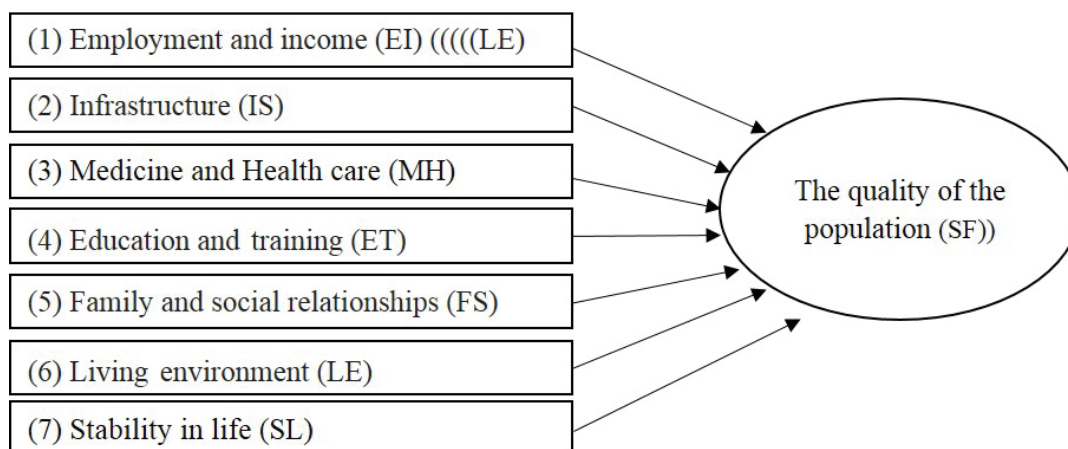 (1) Employment and income (EI) (((((LE)
(2) Infrastructure (IS)
(3) Medicine and Health care (MH)
(4) Education and training (ET)
(5) Family and social relationships (FS)
(6) Living environment (LE)
(7) Stability in life (SL)
The quality of the
population (SF))